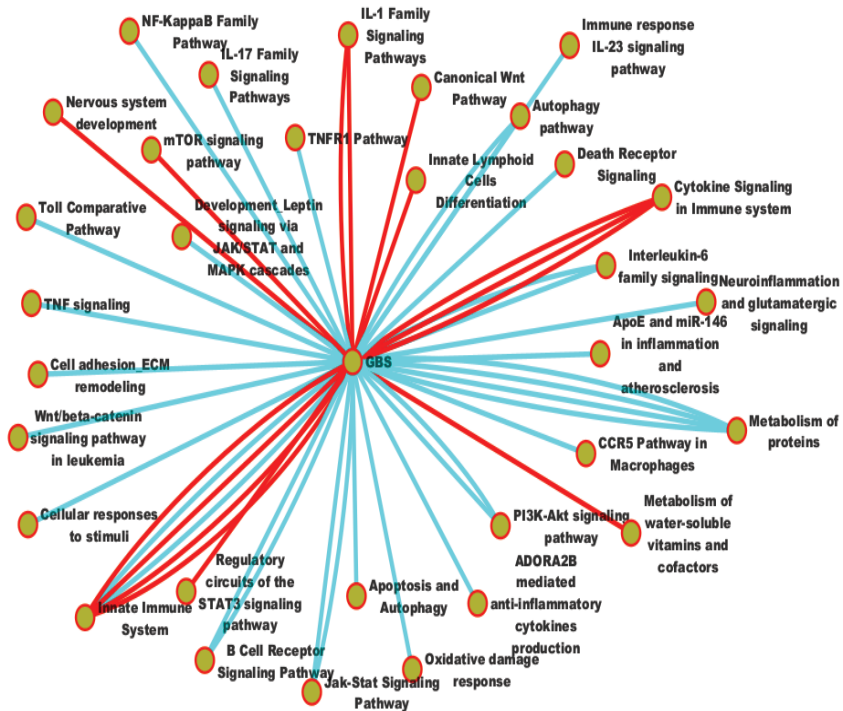 NF-KappaB Family
Pathway
IL-17 Family
Signaling
Pathways
IL-1 Family
Signaling
Pathways
Immune response
IL-23 signaling
pathway
Nervous system
development
mTOR signaling
pathway
TNFR1 Pathway
Canonical Wnt
Pathway
Autophagy
pathway
Innate Lymphoid
Cells
Differentiation
Death Receptor
Signaling
Cytokine Signaling
in Immune system
Toll Comparative
Pathway
Development_Leptin
signaling via
JAK/STAT and
MAPK cascades
Interleukin-6
family signaling
Neuroinflammation
and glutamatergic
signaling
TNF signaling
ApoE and miR-146
in inflammation
and
atherosclerosis
GBS
Cell adhesion_ECM
remodeling
Wnt/beta-catenin
signaling pathway
in leukemia
Metabolism of
proteins
CCR5 Pathway in
Macrophages
Cellular responses
to stimuli
PI3K-Akt signaling
pathway
Metabolism of
water-soluble
vitamins and
cofactors
Innate Immune
System
Regulatory
circuits of the
STAT3 signaling
pathway
Apoptosis and
Autophagy
ADORA2B
mediated
anti-inflammatory
cytokines
production
B Cell Receptor
Signaling Pathway
Jak-Stat Signaling
Pathway
Oxidative damage
response